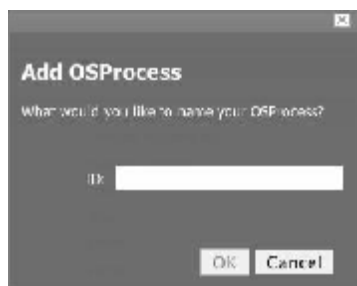 Add OSProcess
What would you like to name your OSProcess?
ID:
OK Cancel